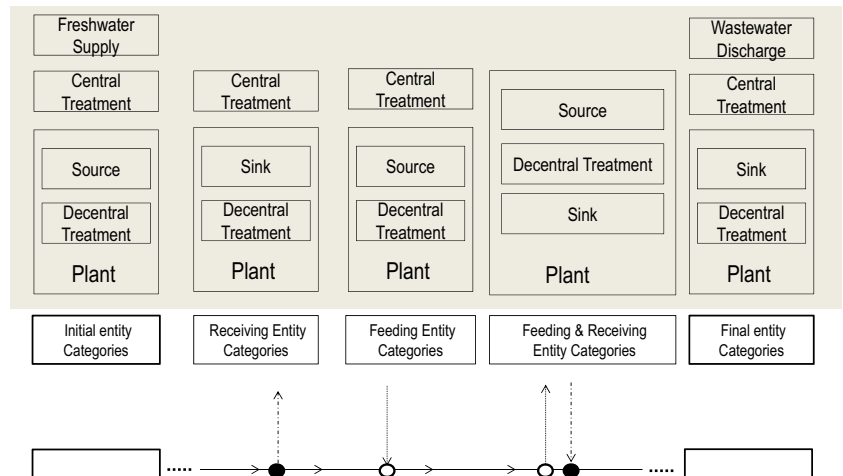 Freshwater
Supply
Central
Treatment
Source
Decentral
Treatment
Plant
Central
Treatment
Sink
Decentral
Treatment
Plant
Central
Treatment
Source
Decentral
Treatment
Plant
Source
Decentral Treatment
Sink
Plant
Wastewater
Discharge
Central
Treatment
Sink
Decentral
Treatment
Plant
Initial entity
Categories
Receiving Entity
Categories
Feeding Entity
Categories
Feeding & Receiving
Entity Categories
Final entity
Categories